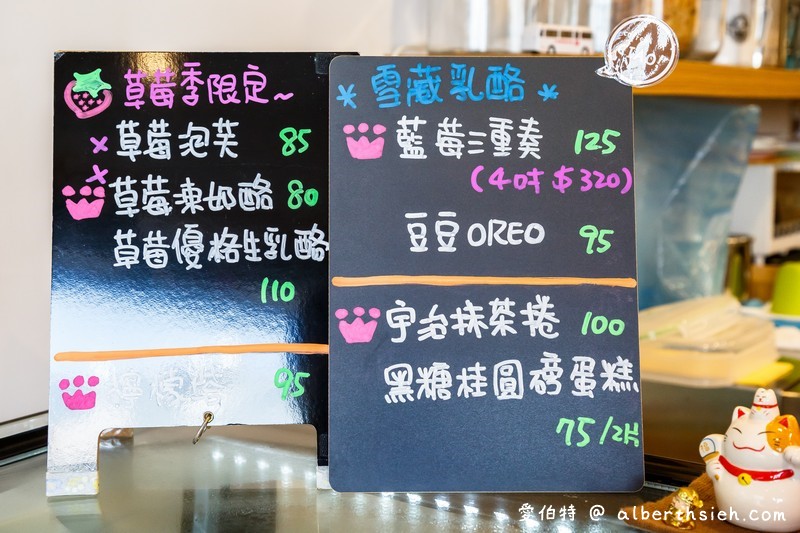 草莓季限定~
× 草莓泡芙 85
× 草莓凍奶酪 80
草莓優格生乳酪
110
檸檬塔 95
* 雪藏乳酪 *
藍莓三重奏 125
(4吋 $320)
豆豆OREO 95
宇治抹茶捲 100
黑糖桂圓磅蛋糕
75/2片
愛伯特 @ alberthsieh.com